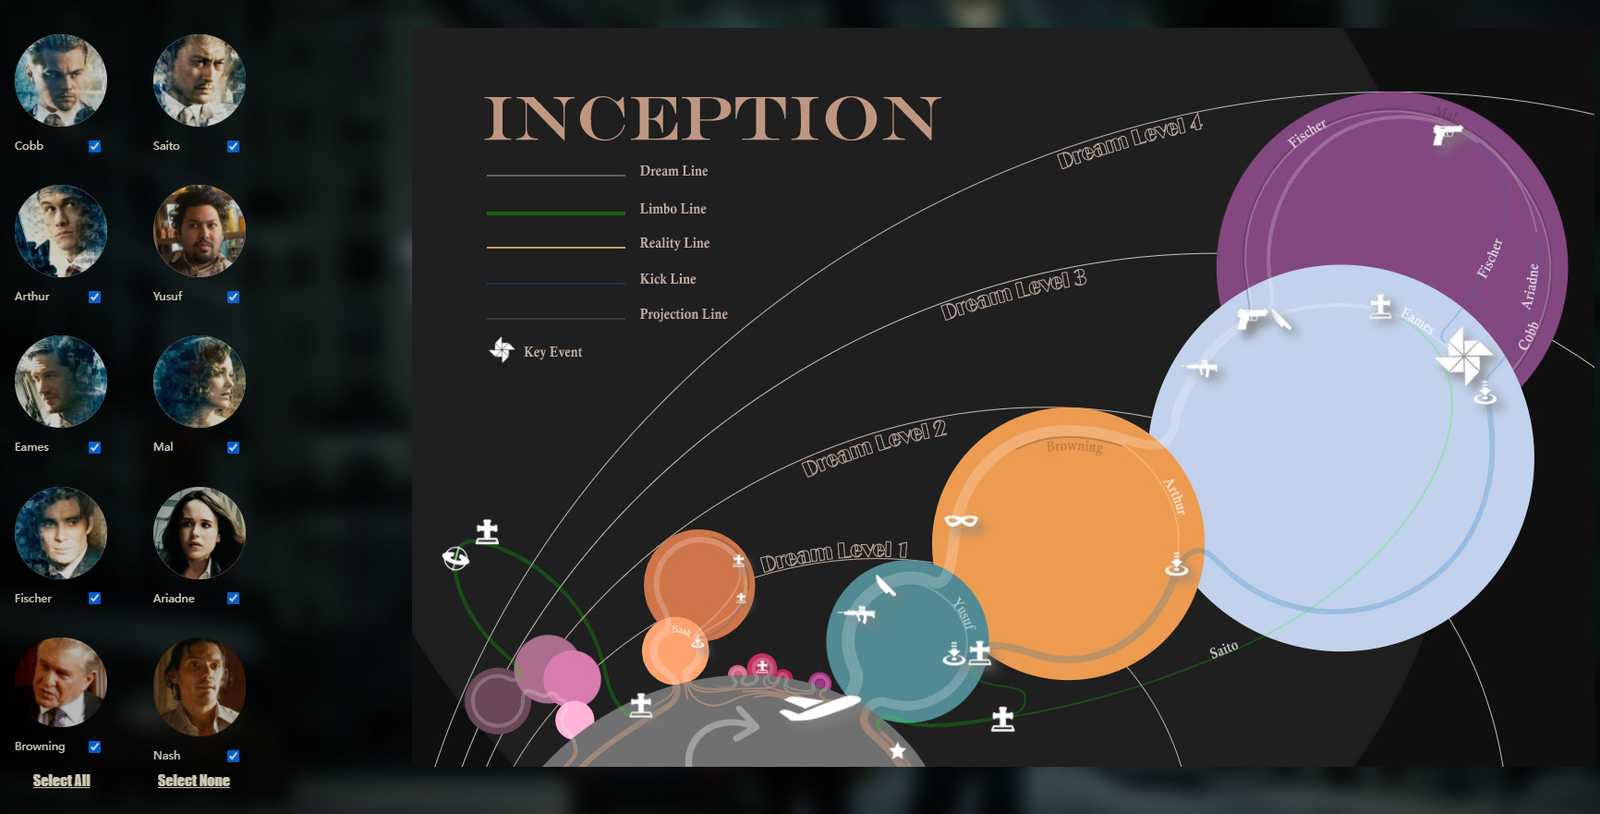 Cobb
Saito
Arthur
Yusuf
Eames
Mal
Fischer
Ariadne
Browning
Nash
Select All
Select None
INCEPTION
Dream Line
Limbo Line
Reality Line
Kick Line
Projection Line
Key Event
Dream Level 4
Dream Level 3
Dream Level 2
Dream Level 1
Fischer
Mal
Fischer
Ariadne
Cobb
Eames
Browning
Arthur
Yusuf
Nash
Saito